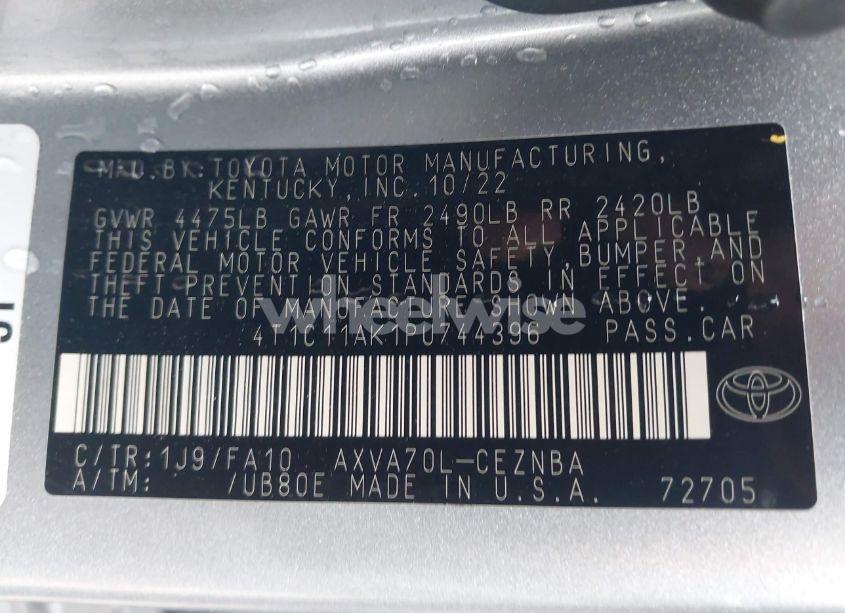 MFD. BY: TOYOTA MOTOR MANUFACTURING,
KENTUCKY, INC. 10/22
GVWR 4475LB GAWR FR 2490LB RR 2420LB
THIS VEHICLE CONFORMS TO ALL APPLICABLE
FEDERAL MOTOR VEHICLE SAFETY, BUMPER, AND
THEFT PREVENTION STANDARDS IN EFFECT ON
THE DATE OF MANUFACTURE SHOWN ABOVE.
wheelwise
4T1C11AK1PU744396 PASS. CAR
C/TR: 1J9/FA10 AXVA70L-CEZNBA
A/TM: /UB80E MADE IN U.S.A. 72705